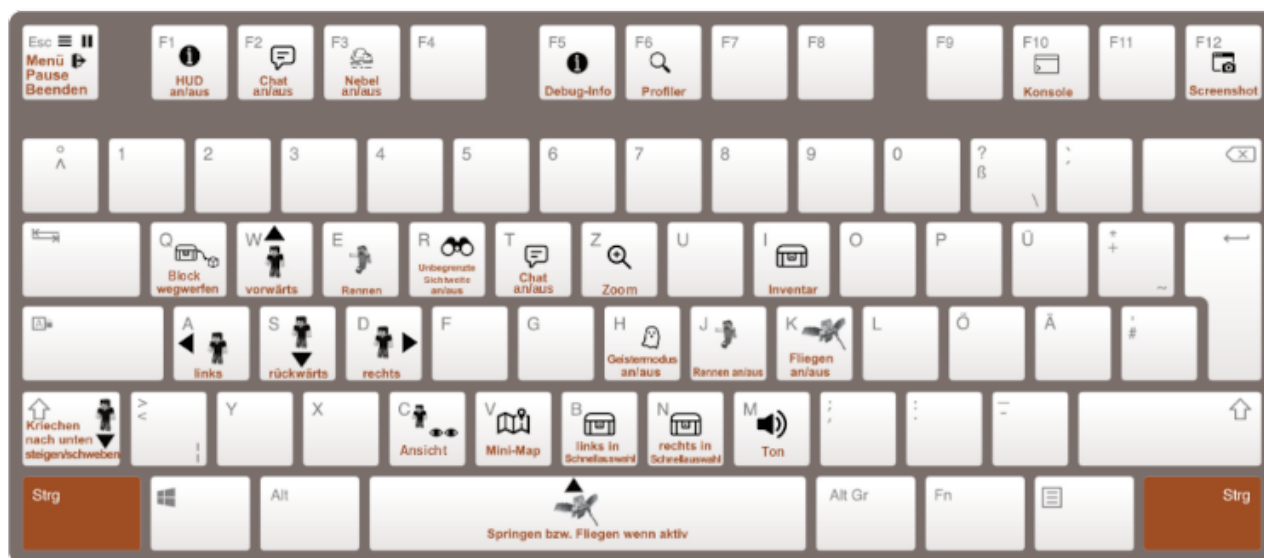 Esc
Menü
Pause
Beenden
F1
HUD
an/aus
F2
Chat
an/aus
F3
Nebel
an/aus
F4
F5
Debug-Info
F6
Profiler
F7
F8
F9
F10
Konsole
F11
F12
Screenshot
°
^
1
2
3
4
5
6
7
8
9
0
?
ß
\
Q
Block
wegwerfen
W
vorwärts
E
Rennen
R
Unbegrenzte
Sichtweite
an/aus
T
Chat
an/aus
Z
Zoom
U
I
Inventar
O
P
Ü
*
+
~
A
links
S
rückwärts
D
rechts
F
G
H
Geistermodus
an/aus
J
Rennen an/aus
K
Fliegen
an/aus
L
Ö
Ä
'
#
Kriechen
nach unten
steigen/schweben
>
<
|
Y
X
C
Ansicht
V
Mini-Map
B
links in
Schnellauswahl
N
rechts in
Schnellauswahl
M
Ton
;
,
:
.
_
-
Strg
Alt
Springen bzw. Fliegen wenn aktiv
Alt Gr
Fn
Strg